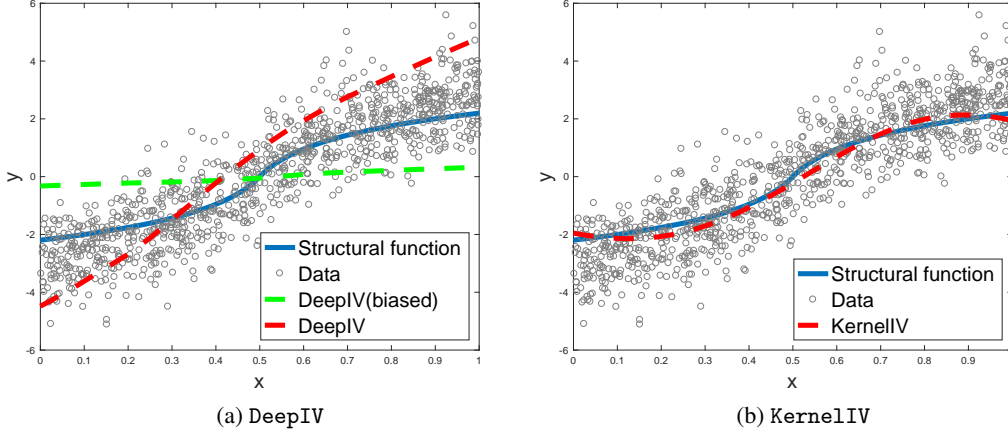 6
4
2
0
-2
-4
-6
y
0 0.1 0.2 0.3 0.4 0.5 0.6 0.7 0.8 0.9 1
x
Structural function
Data
DeepIV(biased)
DeepIV
(a) DeepIV
6
4
2
0
-2
-4
-6
y
0 0.1 0.2 0.3 0.4 0.5 0.6 0.7 0.8 0.9
x
Structural function
Data
KernelIV
(b) KernelIV